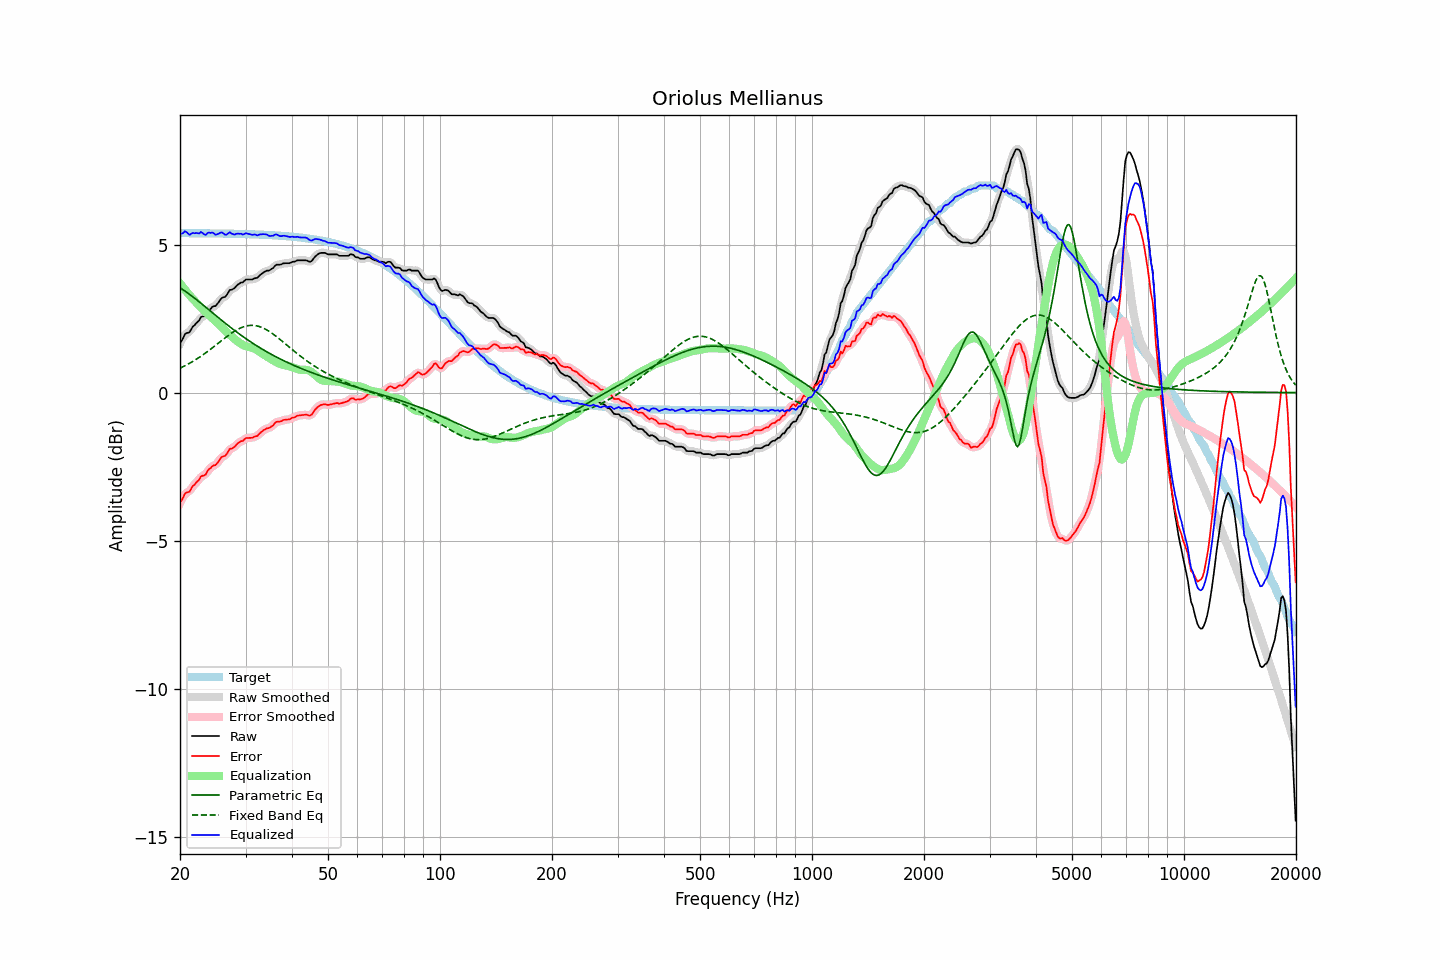 Oriolus Mellianus
Amplitude (dBr)
5
0
−5
−10
−15
Target
Raw Smoothed
Error Smoothed
Raw
Error
Equalization
Parametric Eq
Fixed Band Eq
Equalized
20 50 100 200 500 1000 2000 5000 10000 20000
Frequency (Hz)